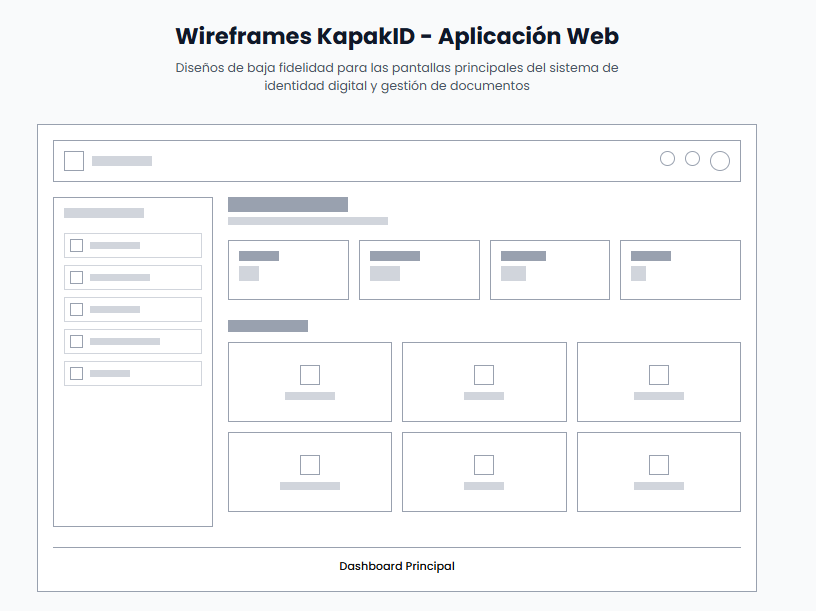 Wireframes KapakID - Aplicación Web
Diseños de baja fidelidad para las pantallas principales del sistema de
identidad digital y gestión de documentos
Dashboard Principal